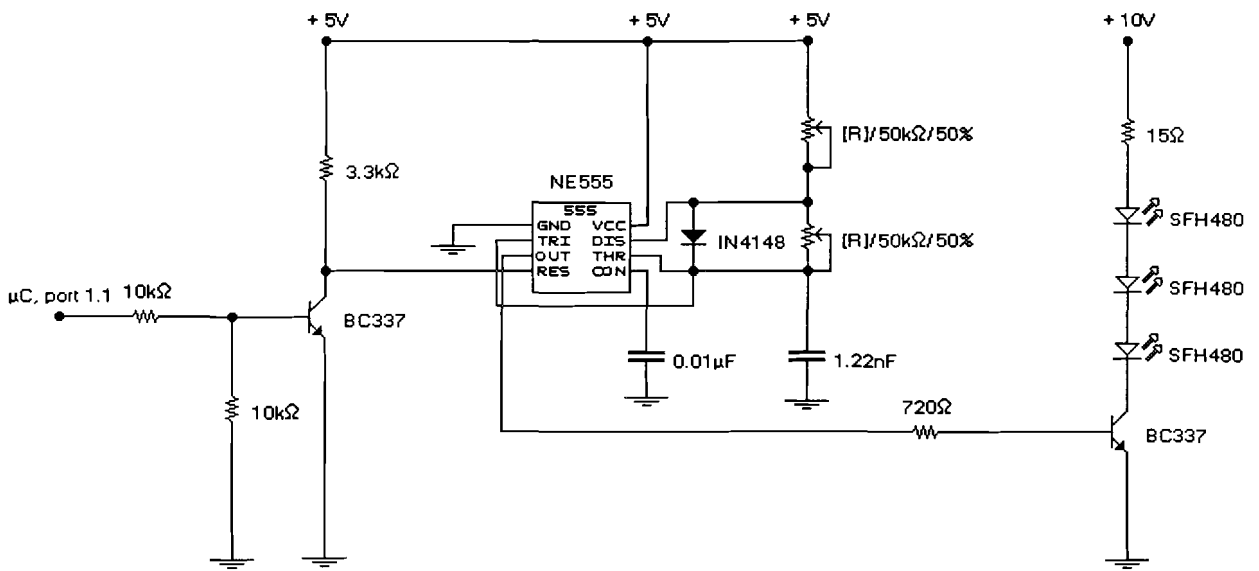 + 5V
+ 5V
+ 5V
+ 10V
[R]/50kΩ/50%
15Ω
3.3kΩ
NE555
555
GND VCC
TRI DIS
OUT THR
RES CON
SFH480
IN4148
[R]/50kΩ/50%
µC, port 1.1
10kΩ
SFH480
BC337
SFH480
0.01µF
1.22nF
10kΩ
720Ω
BC337